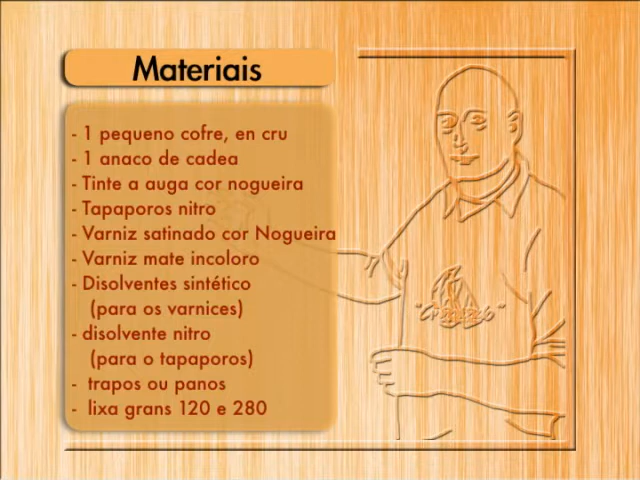 Materiais
- 1 pequeno cofre, en cru
- 1 anaco de cadea
- Tinte a auga cor nogueira
- Tapaporos nitro
- Varniz satinado cor Nogueira
- Varniz mate incoloro
- Disolventes sintético
(para os varnices)
- disolvente nitro
(para o tapaporos)
- trapos ou panos
- lixa grans 120 e 280